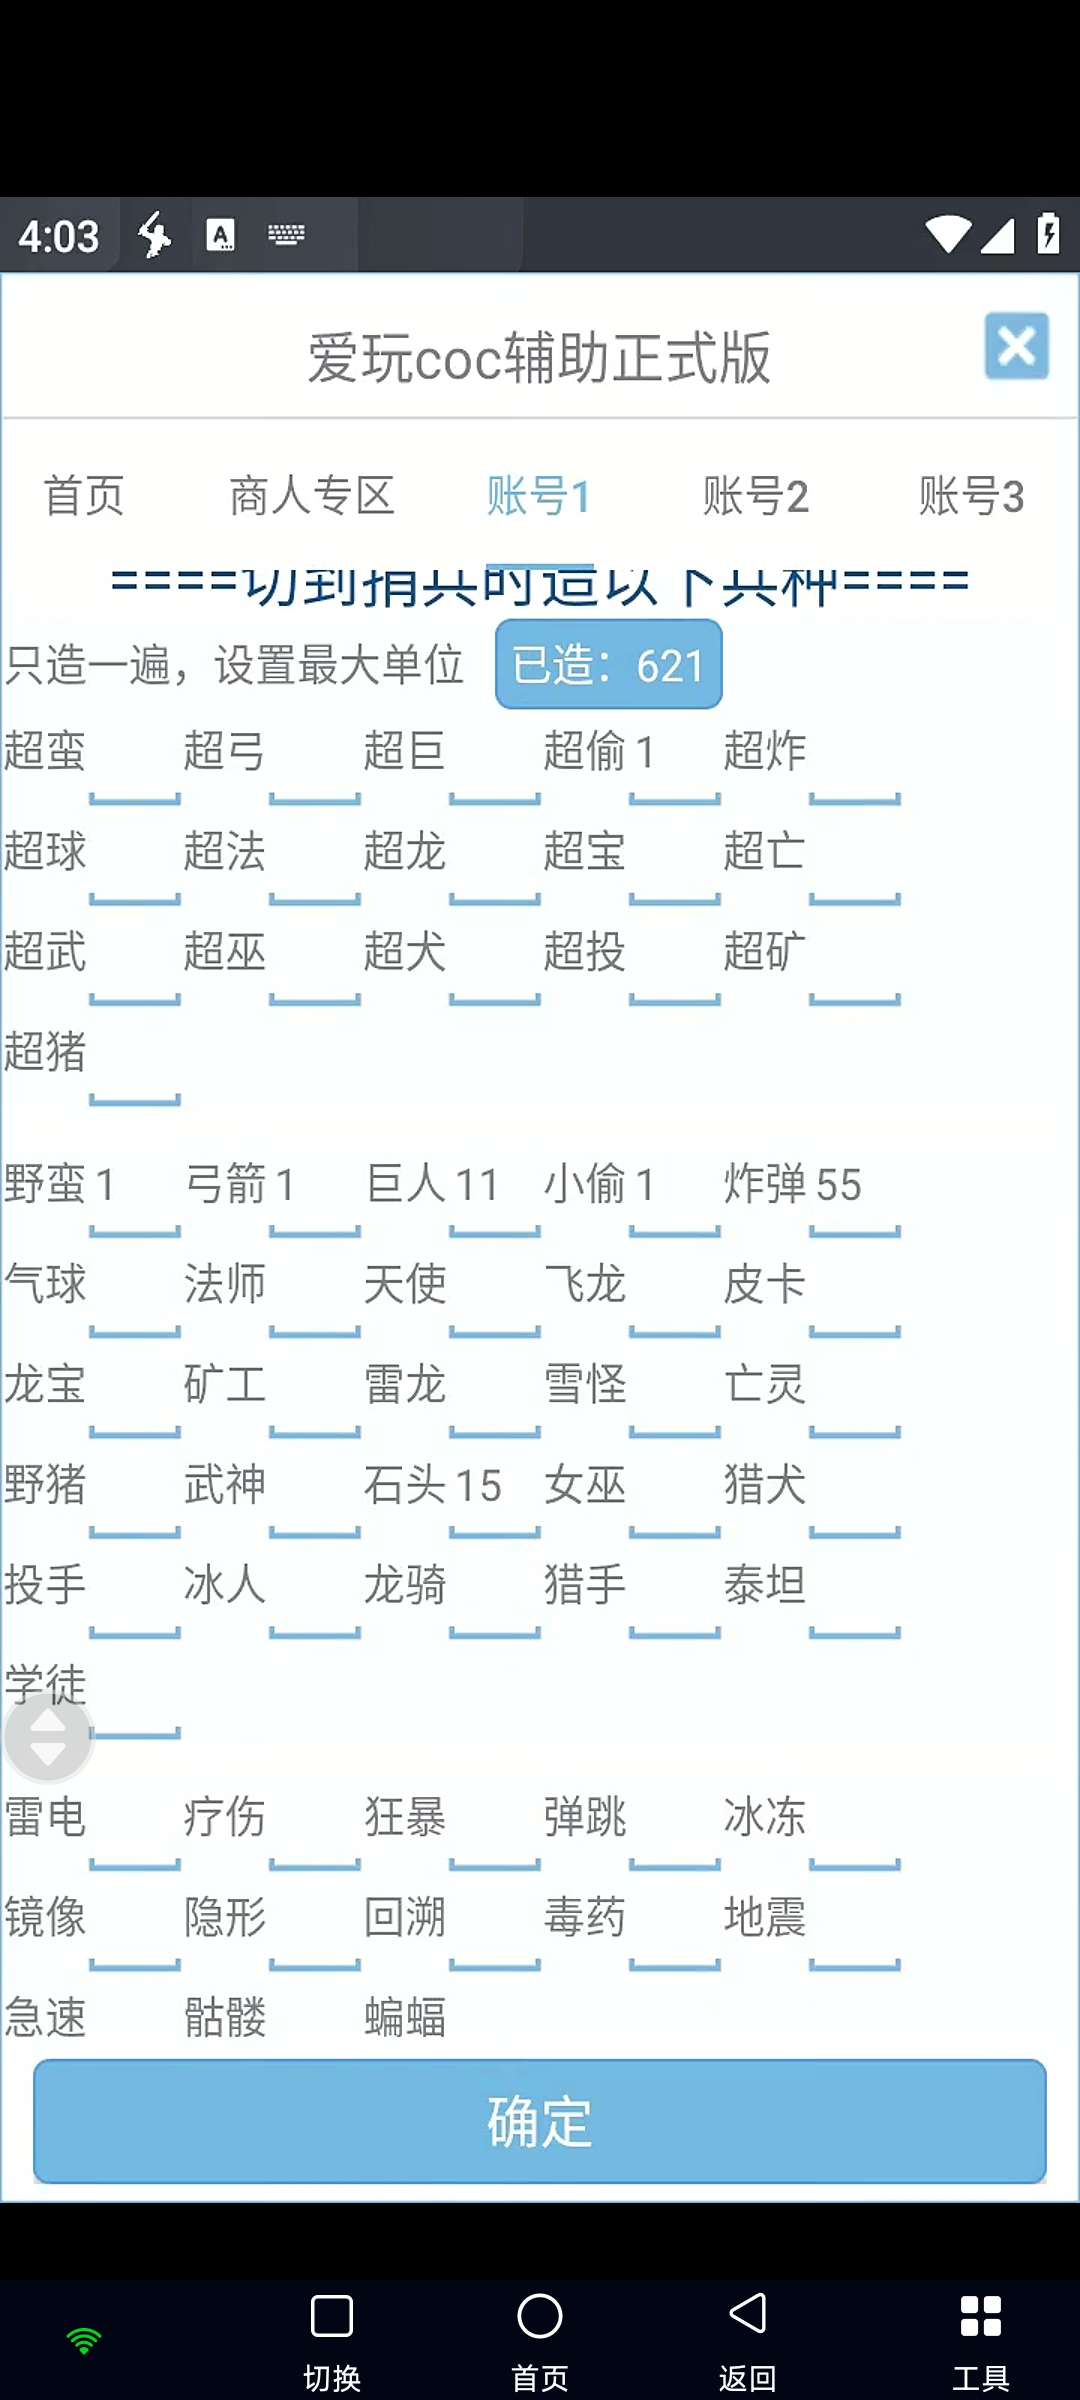 4:03
爱玩coc辅助正式版
首页 商人专区 账号1 账号2 账号3
====切到捐兵时造以下兵种====
只造一遍，设置最大单位 已造：621
超蛮 超弓 超巨 超偷 1 超炸
超球 超法 超龙 超宝 超亡
超武 超巫 超犬 超投 超矿
超猪
野蛮 1 弓箭 1 巨人 11 小偷 1 炸弹 55
气球 法师 天使 飞龙 皮卡
龙宝 矿工 雷龙 雪怪 亡灵
野猪 武神 石头 15 女巫 猎犬
投手 冰人 龙骑 猎手 泰坦
学徒
雷电 疗伤 狂暴 弹跳 冰冻
镜像 隐形 回溯 毒药 地震
急速 骷髅 蝙蝠
确定
切换 首页 返回 工具